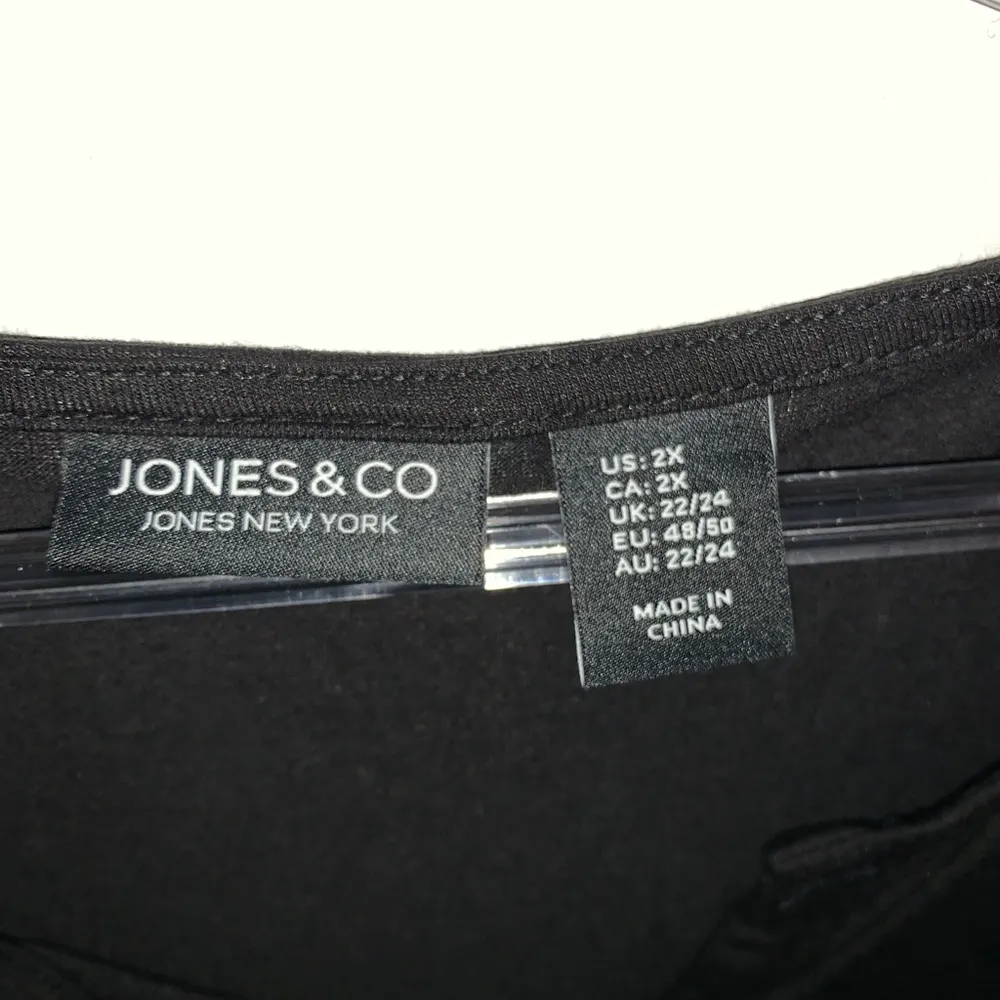 JONES & CO
JONES NEW YORK
US: 2X
CA: 2X
UK: 22/24
EU: 48/50
AU: 22/24
MADE IN
CHINA